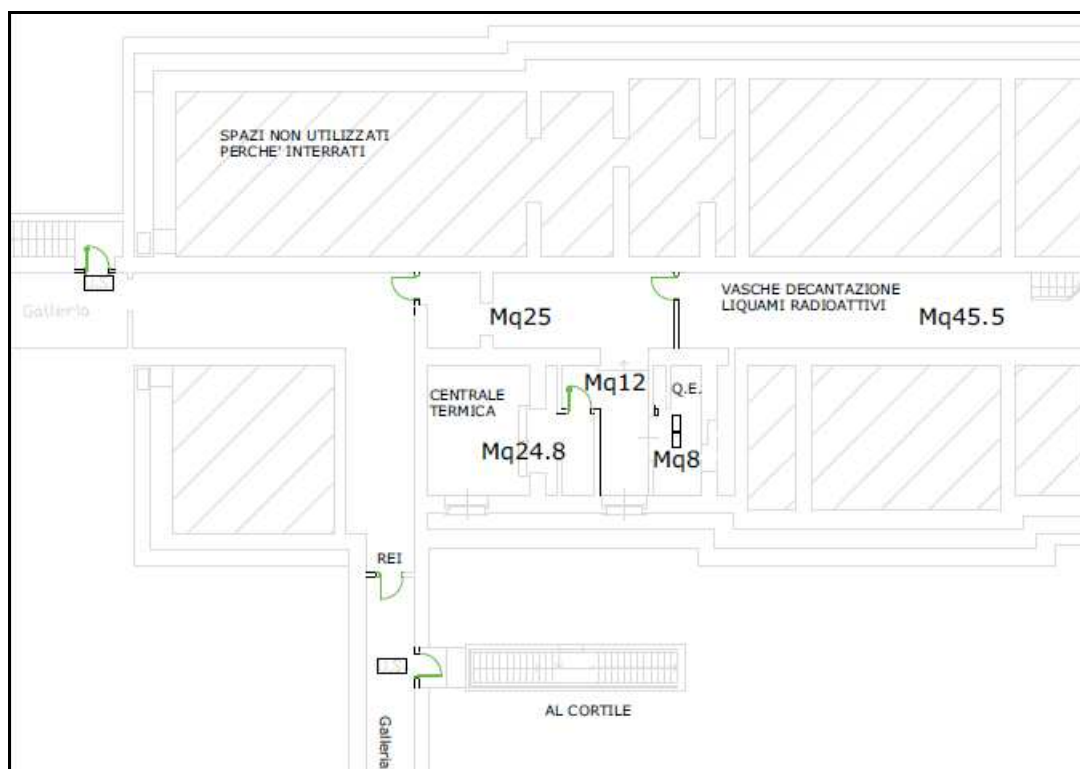 SPAZI NON UTILIZZATI
PERCHE' INTERRATI
Galleria
VASCHE DECANTAZIONE
LIQUAMI RADIOATTIVI
Mq25
Mq45.5
Mq12
Q.E.
CENTRALE
TERMICA
Mq24.8
Mq8
REI
AL CORTILE
Galleria